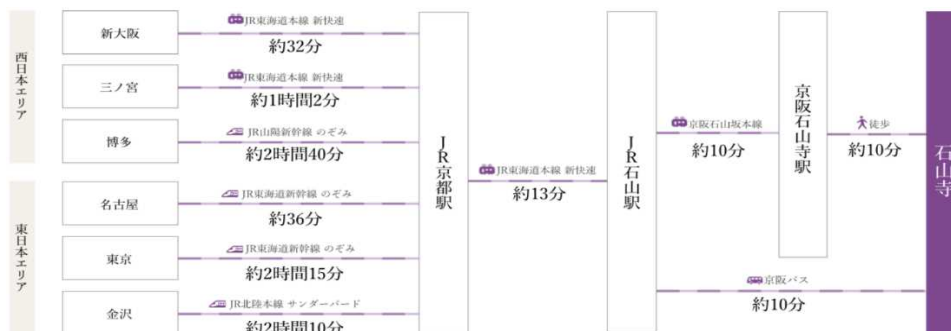 西日本エリア
新大阪
JR東海道本線 新快速
約32分
三ノ宮
JR東海道本線 新快速
約1時間2分
博多
JR山陽新幹線 のぞみ
約2時間40分
東日本エリア
名古屋
JR東海道新幹線 のぞみ
約36分
東京
JR東海道新幹線 のぞみ
約2時間15分
金沢
JR北陸本線 サンダーバード
約2時間10分
JR京都駅
JR東海道本線 新快速
約13分
JR石山駅
京阪石山坂本線
約10分
京阪石山寺駅
徒歩
約10分
京阪バス
約10分
石山寺